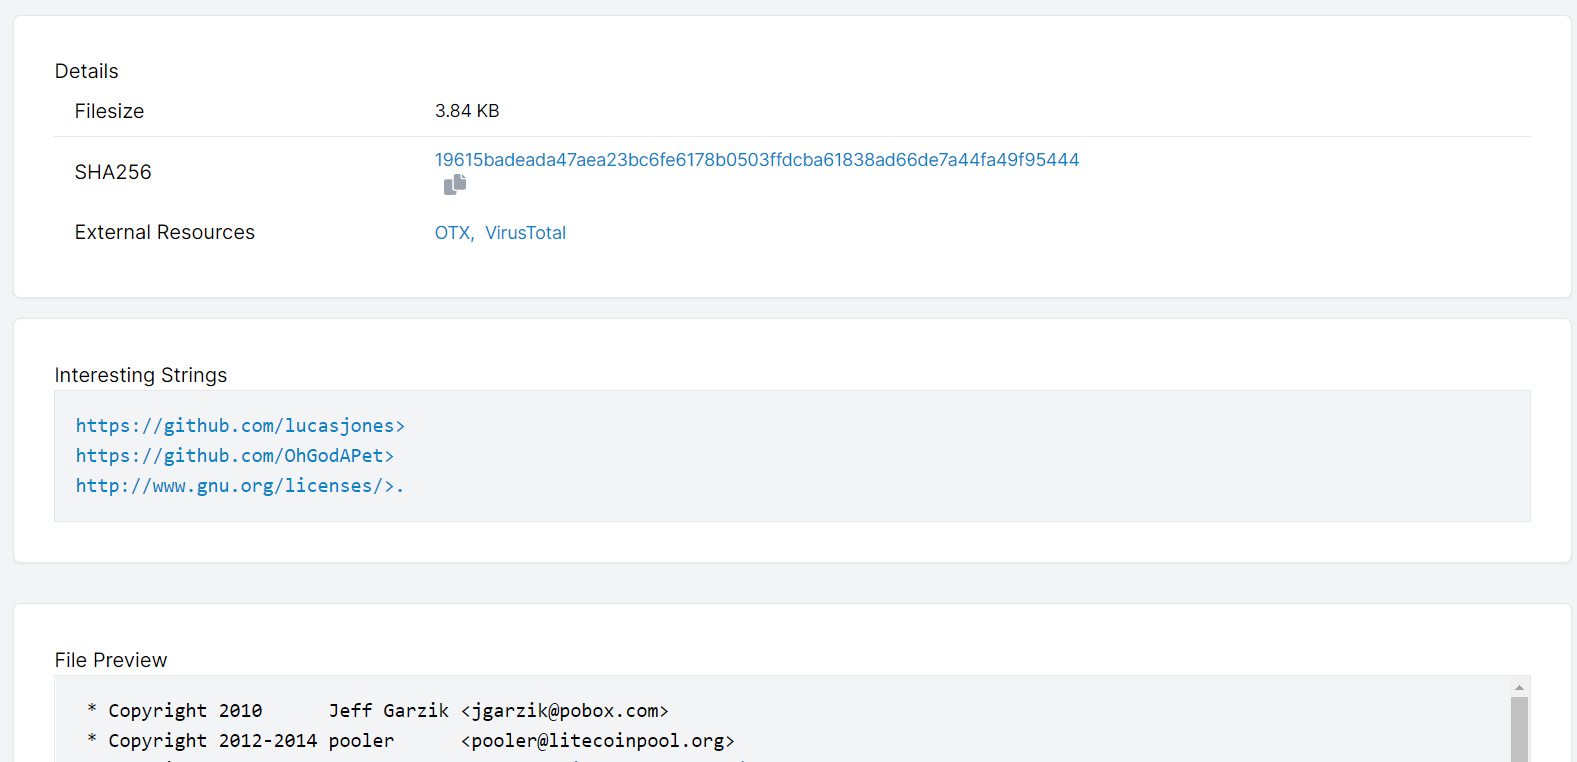 Details
Filesize 3.84 KB
SHA256 19615badeada47aea23bc6fe6178b0503ffdcba61838ad66de7a44fa49f95444
External Resources OTX, VirusTotal
Interesting Strings
https://github.com/lucasjones>
https://github.com/OhGodAPet>
http://www.gnu.org/licenses/>.
File Preview
* Copyright 2010 Jeff Garzik <jgarzik@pobox.com>
* Copyright 2012-2014 pooler <pooler@litecoinpool.org>